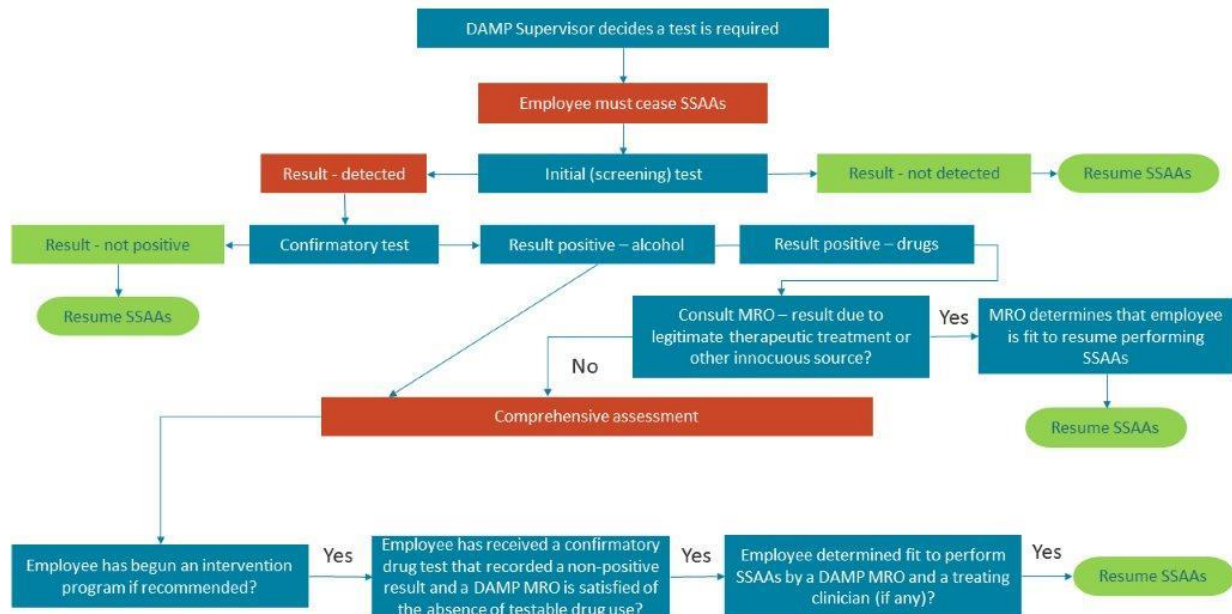 DAMP Supervisor decides a test is required
Employee must cease SSAAs
Result - detected
Initial (screening) test
Result - not detected
Resume SSAAs
Result - not positive
Confirmatory test
Result positive – alcohol
Result positive – drugs
Resume SSAAs
Consult MRO – result due to
legitimate therapeutic treatment or
other innocuous source?
Yes
MRO determines that employee
is fit to resume performing
SSAAs
No
Comprehensive assessment
Resume SSAAs
Employee has begun an intervention
program if recommended?
Yes
Employee has received a confirmatory
drug test that recorded a non-positive
result and a DAMP MRO is satisfied of
the absence of testable drug use?
Yes
Employee determined fit to perform
SSAAs by a DAMP MRO and a treating
clinician (if any)?
Yes
Resume SSAAs